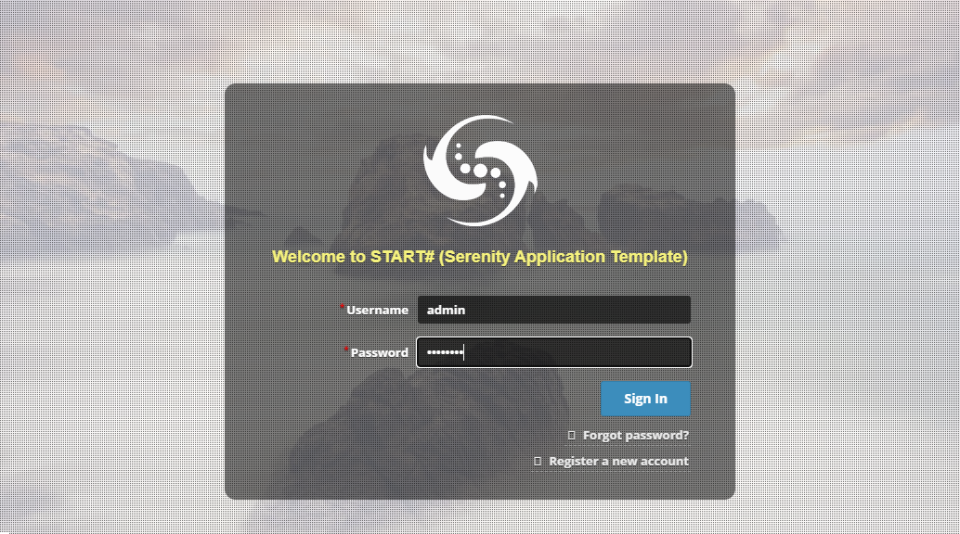 Welcome to START# (Serenity Application Template)
*Username admin
*Password ••••••••
Sign In
Forgot password?
Register a new account